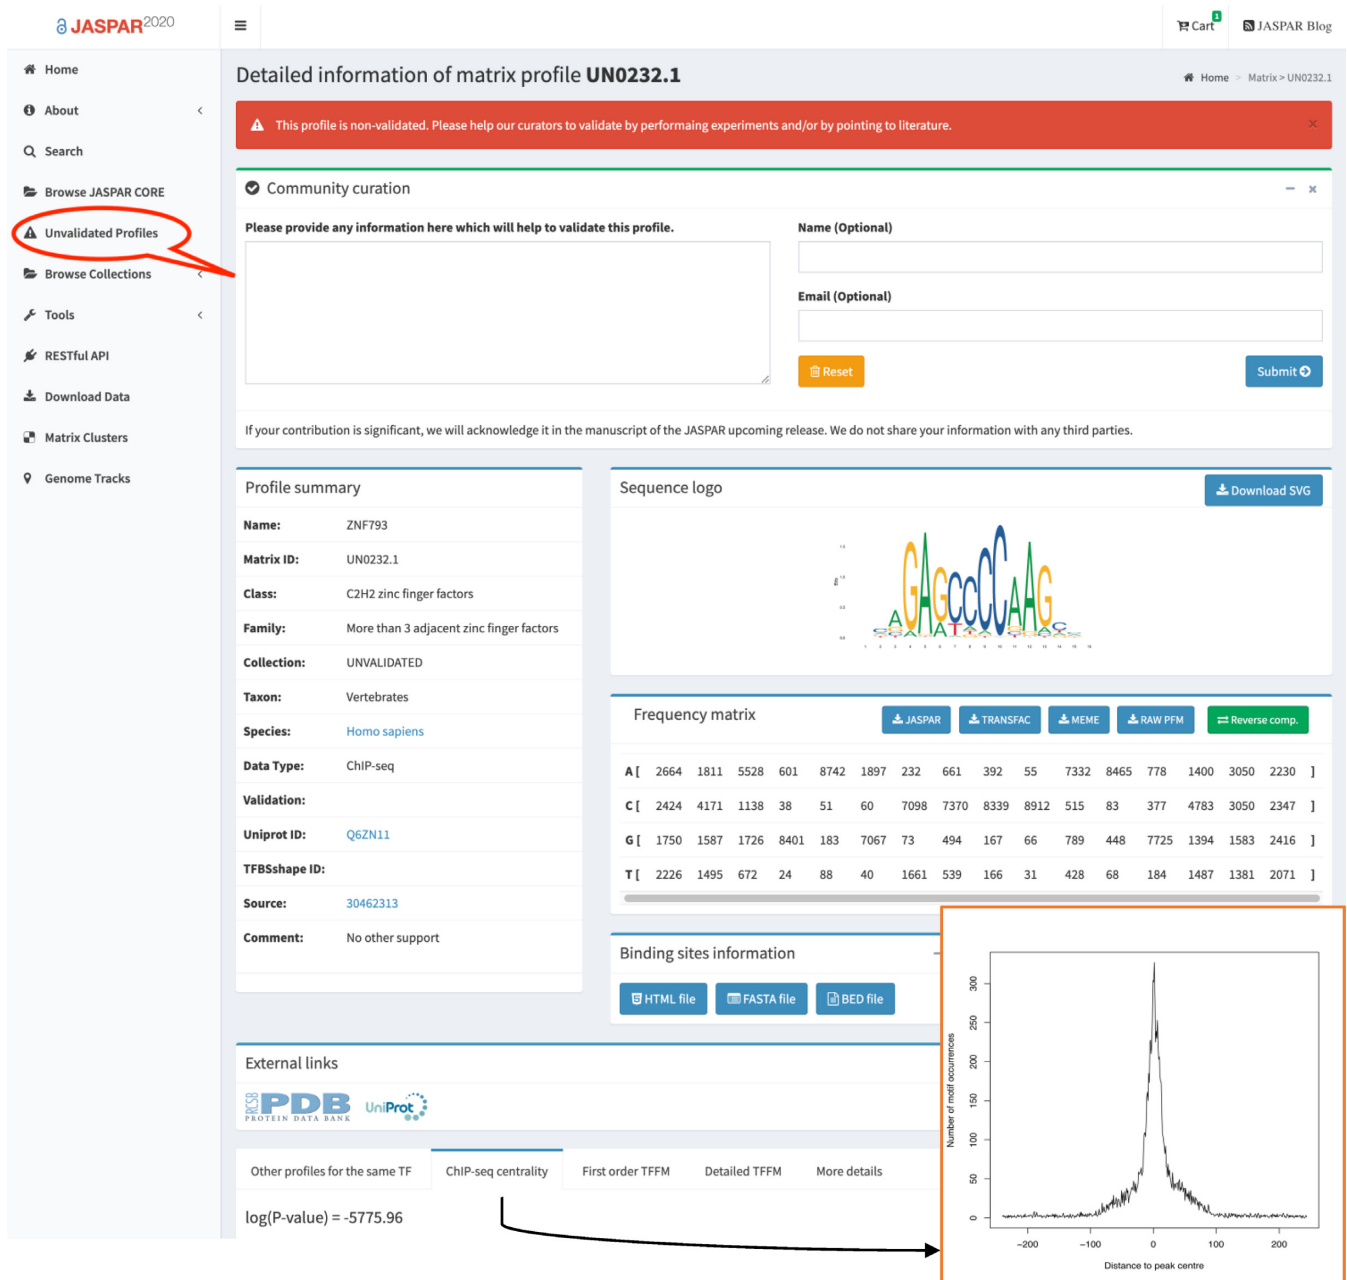 JASPAR2020
Cart 1
JASPAR Blog
Home
About
Search
Browse JASPAR CORE
Unvalidated Profiles
Browse Collections
Tools
RESTful API
Download Data
Matrix Clusters
Genome Tracks
Detailed information of matrix profile UN0232.1
Home > Matrix > UN0232.1
This profile is non-validated. Please help our curators to validate by performaing experiments and/or by pointing to literature.
Community curation
Please provide any information here which will help to validate this profile.
Name (Optional)
Email (Optional)
Reset
Submit
If your contribution is significant, we will acknowledge it in the manuscript of the JASPAR upcoming release. We do not share your information with any third parties.
Profile summary
Name: ZNF793
Matrix ID: UN0232.1
Class: C2H2 zinc finger factors
Family: More than 3 adjacent zinc finger factors
Collection: UNVALIDATED
Taxon: Vertebrates
Species: Homo sapiens
Data Type: ChIP-seq
Validation:
Uniprot ID: Q6ZN11
TFBSshape ID:
Source: 30462313
Comment: No other support
Sequence logo
Download SVG
AGAGCCCCAAG
Frequency matrix
JASPAR
TRANSFAC
MEME
RAW PFM
Reverse comp.
A [ 2664 1811 5528 601 8742 1897 232 661 392 55 7332 8465 778 1400 3050 2230 ]
C [ 2424 4171 1138 38 51 60 7098 7370 8339 8912 515 83 377 4783 3050 2347 ]
G [ 1750 1587 1726 8401 183 7067 73 494 167 66 789 448 7725 1394 1583 2416 ]
T [ 2226 1495 672 24 88 40 1661 539 166 31 428 68 184 1487 1381 2071 ]
Binding sites information
HTML file
FASTA file
BED file
External links
RCSB PDB
PROTEIN DATA BANK
UniProt
Other profiles for the same TF
ChIP-seq centrality
First order TFFM
Detailed TFFM
More details
log(P-value) = -5775.96
Number of motif occurrences
300
250
200
150
100
50
0
-200 -100 0 100 200
Distance to peak centre